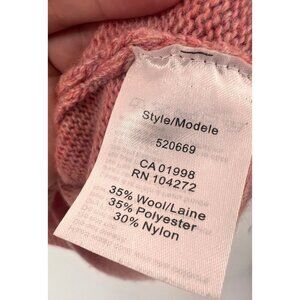 Style/Modele
520669
CA 01998
RN 104272
35% Wool/Laine
35% Polyester
30% Nylon